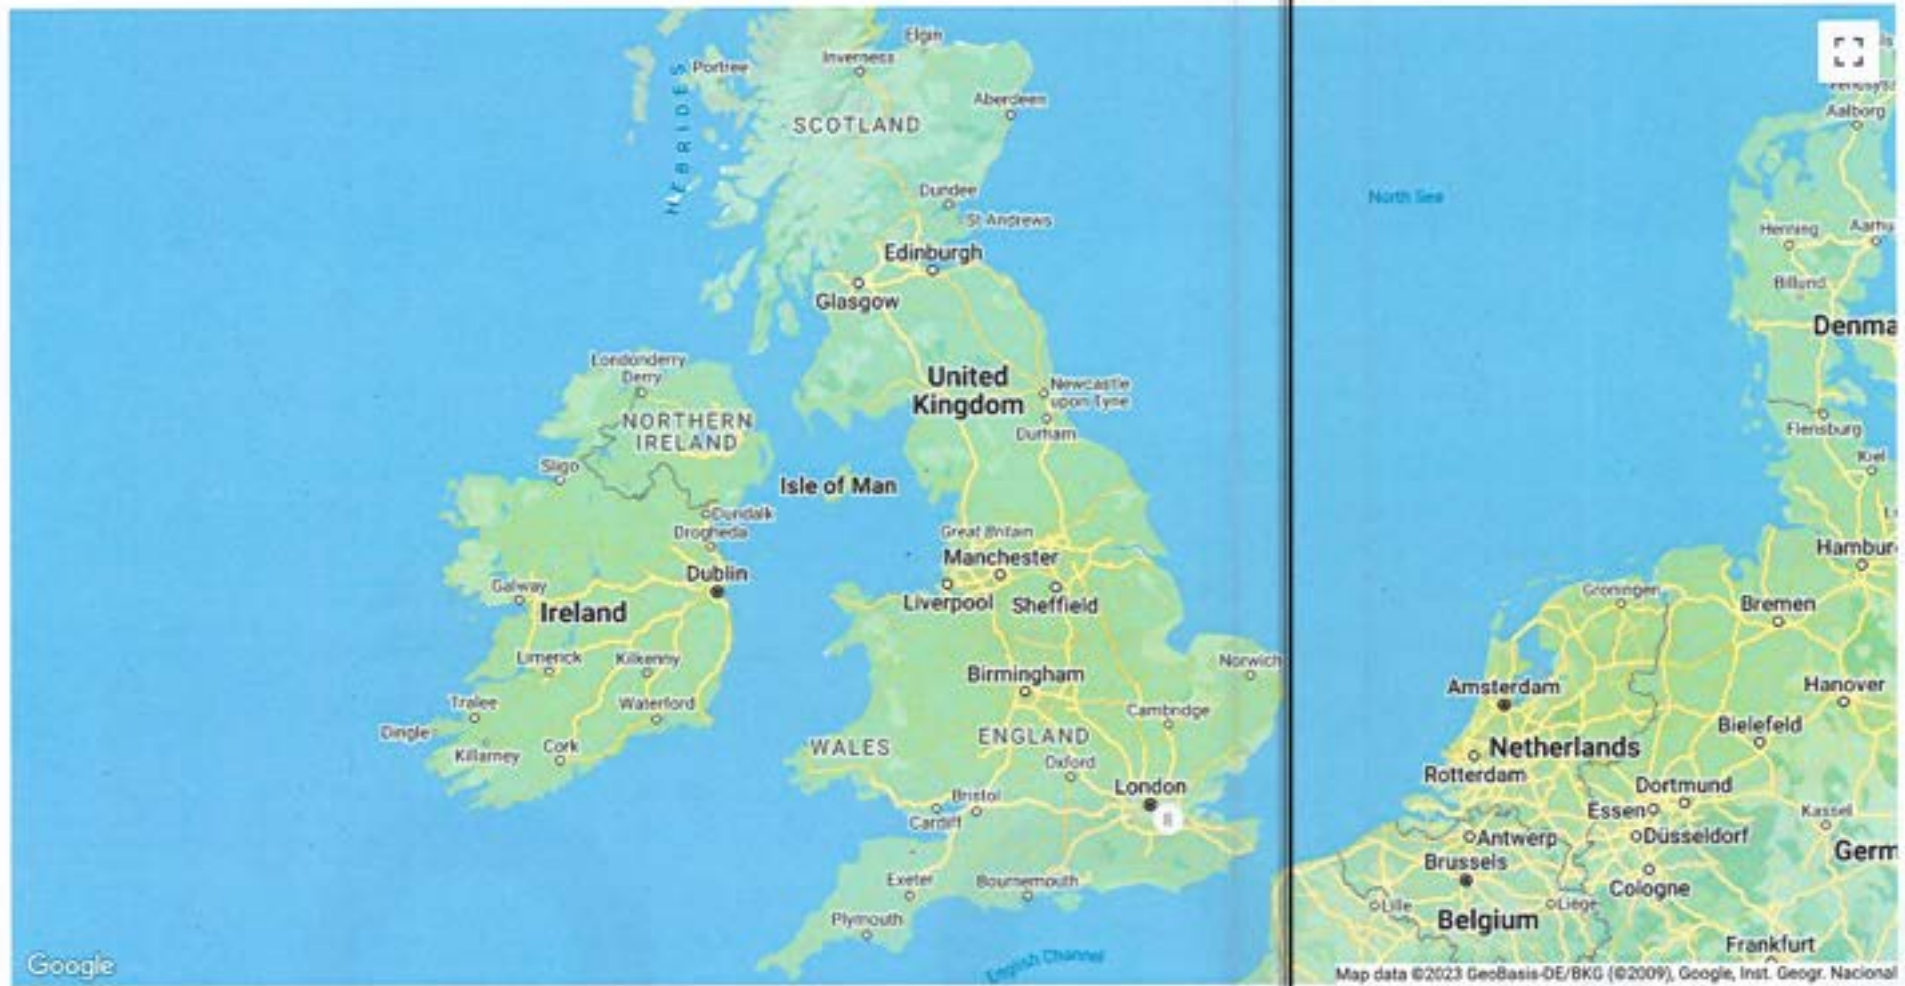 Elgin
Inverness
Portree
HEBRIDES
Aberdeen
SCOTLAND
Aalborg
Dundee
St Andrews
North Sea
Edinburgh
Herning
Aarhu
Glasgow
Billund
Denma
Londonderry
Derry
United
Kingdom
Newcastle
upon Tyne
NORTHERN
IRELAND
Durham
Flensburg
Sligo
Kiel
Isle of Man
Dundalk
Drogheda
Great Britain
Manchester
Hambur
Dublin
Galway
Ireland
Liverpool
Sheffield
Groningen
Bremen
Limerick
Kilkenny
Norwich
Birmingham
Amsterdam
Hanover
Tralee
Waterford
Cambridge
Bielefeld
Dingle
Killarney
Cork
WALES
ENGLAND
Netherlands
Oxford
Rotterdam
London
Dortmund
Bristol
Essen
Kassel
Cardiff
Antwerp
Düsseldorf
Brussels
Germ
Exeter
Bournemouth
Cologne
Lille
Liège
Plymouth
Belgium
Frankfurt
English Channel
Google
Map data ©2023 GeoBasis-DE/BKG (©2009), Google, Inst. Geogr. Nacional